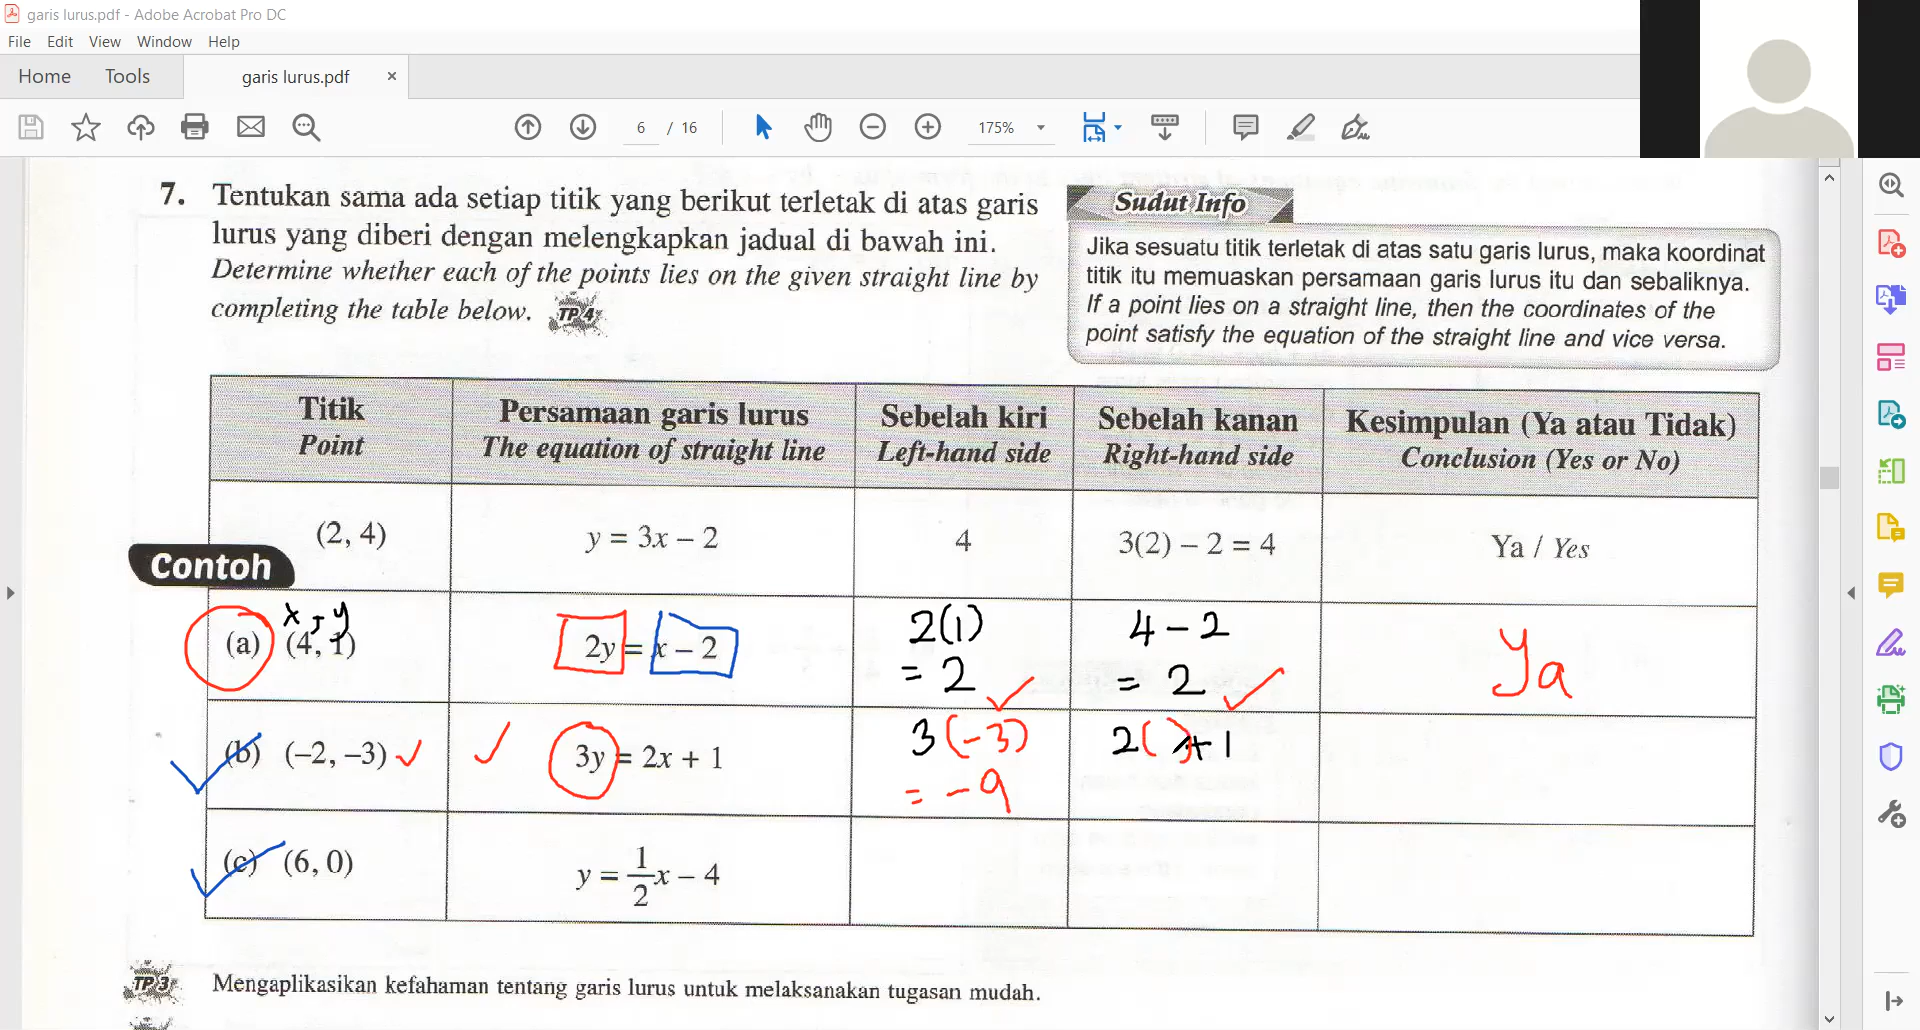 garis lurus.pdf - Adobe Acrobat Pro DC
File Edit View Window Help
Home Tools garis lurus.pdf ×
6 / 16 175%
7. Tentukan sama ada setiap titik yang berikut terletak di atas garis
lurus yang diberi dengan melengkapkan jadual di bawah ini.
Determine whether each of the points lies on the given straight line by
completing the table below. TP 4
Sudut Info
Jika sesuatu titik terletak di atas satu garis lurus, maka koordinat
titik itu memuaskan persamaan garis lurus itu dan sebaliknya.
If a point lies on a straight line, then the coordinates of the
point satisfy the equation of the straight line and vice versa.
Titik Persamaan garis lurus Sebelah kiri Sebelah kanan Kesimpulan (Ya atau Tidak)
Point The equation of straight line Left-hand side Right-hand side Conclusion (Yes or No)
(2, 4) y = 3x – 2 4 3(2) – 2 = 4 Ya / Yes
Contoh
x, y 2(1) 4 - 2
(a) (4, 1) 2y = x – 2 = 2 = 2 Ya
(b) (–2, –3) 3y = 2x + 1 3(-3) 2( )+1
= -9
(c) (6, 0) y = 1/2 x – 4
TP 3 Mengaplikasikan kefahaman tentang garis lurus untuk melaksanakan tugasan mudah.